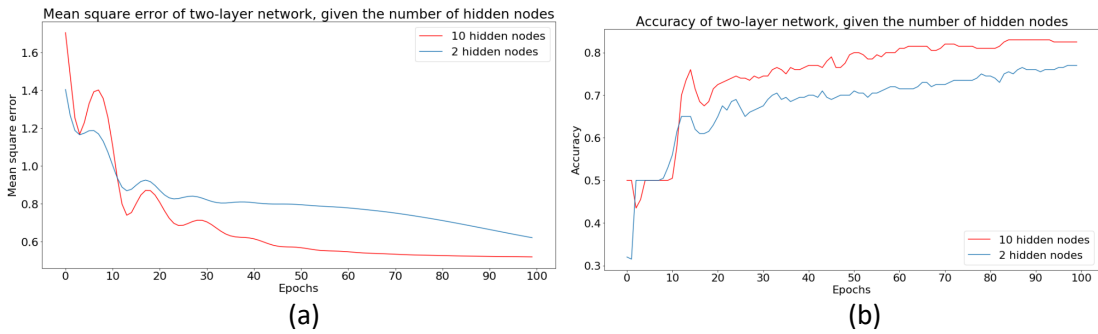 Mean square error of two-layer network, given the number of hidden nodes
10 hidden nodes
2 hidden nodes
Mean square error
1.6
1.4
1.2
1.0
0.8
0.6
0 10 20 30 40 50 60 70 80 90 100
Epochs
(a)
Accuracy of two-layer network, given the number of hidden nodes
Accuracy
0.8
0.7
0.6
0.5
0.4
0.3
10 hidden nodes
2 hidden nodes
0 10 20 30 40 50 60 70 80 90 100
Epochs
(b)